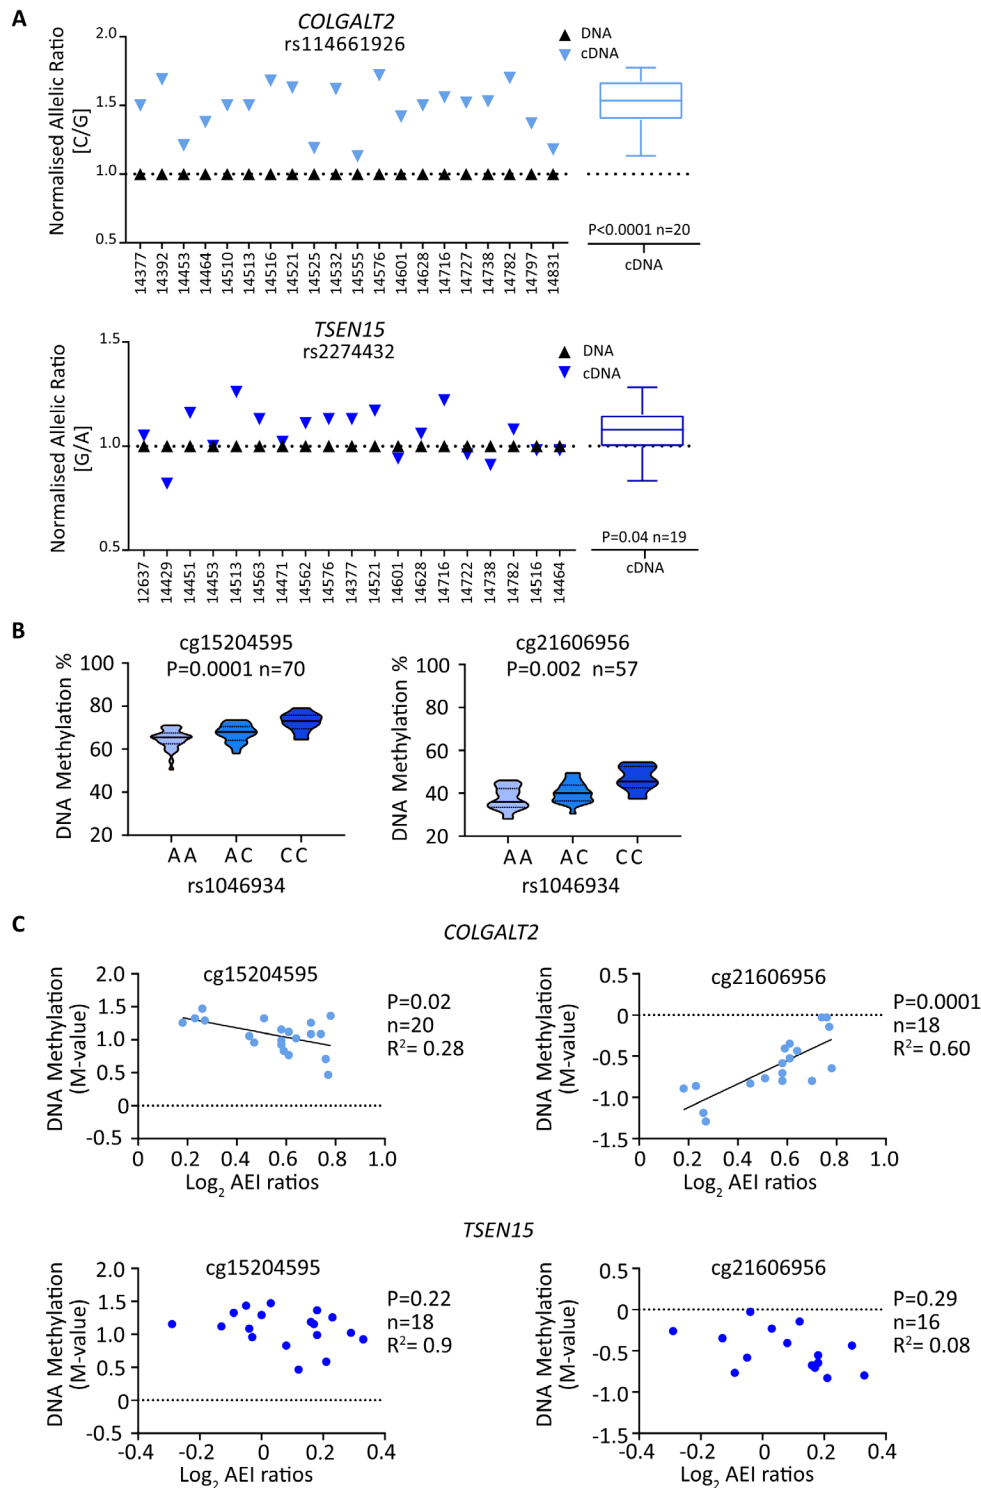 A
COLGALT2
rs114661926
DNA
cDNA
Normalised Allelic Ratio
[C/G]
2.0
1.5
1.0
0.5
14377
14392
14453
14464
14510
14513
14516
14521
14525
14532
14555
14576
14601
14628
14716
14727
14738
14782
14797
14831
P<0.0001 n=20
cDNA
TSEN15
rs2274432
DNA
cDNA
Normalised Allelic Ratio
[G/A]
1.5
1.0
0.5
12637
14429
14451
14453
14513
14563
14471
14562
14576
14377
14521
14601
14628
14716
14722
14738
14782
14516
14464
P=0.04 n=19
cDNA
B
cg15204595
P=0.0001 n=70
DNA Methylation %
100
80
60
40
20
AA AC CC
rs1046934
cg21606956
P=0.002 n=57
DNA Methylation %
100
80
60
40
20
AA AC CC
rs1046934
C
COLGALT2
cg15204595
DNA Methylation
(M-value)
2.0
1.5
1.0
0.5
0
-0.5
0 0.2 0.4 0.6 0.8 1.0
Log2 AEI ratios
P=0.02
n=20
R²= 0.28
cg21606956
DNA Methylation
(M-value)
0.5
0
-0.5
-1.0
-1.5
0 0.2 0.4 0.6 0.8 1.0
Log2 AEI ratios
P=0.0001
n=18
R²= 0.60
TSEN15
cg15204595
DNA Methylation
(M-value)
2.0
1.5
1.0
0.5
0
-0.5
-0.4 -0.2 0 0.2 0.4
Log2 AEI ratios
P=0.22
n=18
R²= 0.9
cg21606956
DNA Methylation
(M-value)
0.5
0
-0.5
-1.0
-1.5
-0.4 -0.2 0 0.2 0.4
Log2 AEI ratios
P=0.29
n=16
R²= 0.08